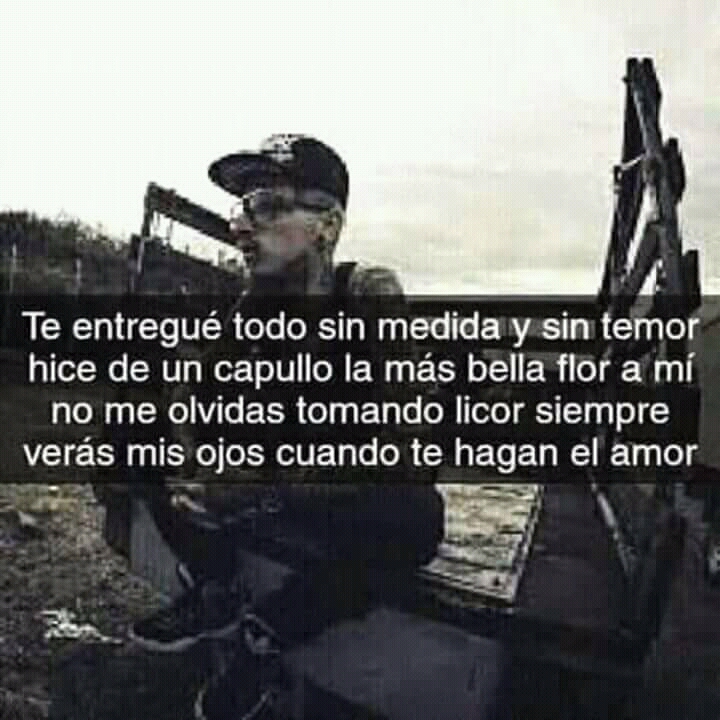 Te entregué todo sin medida y sin temor
hice de un capullo la más bella flor a mí
no me olvidas tomando licor siempre
verás mis ojos cuando te hagan el amor